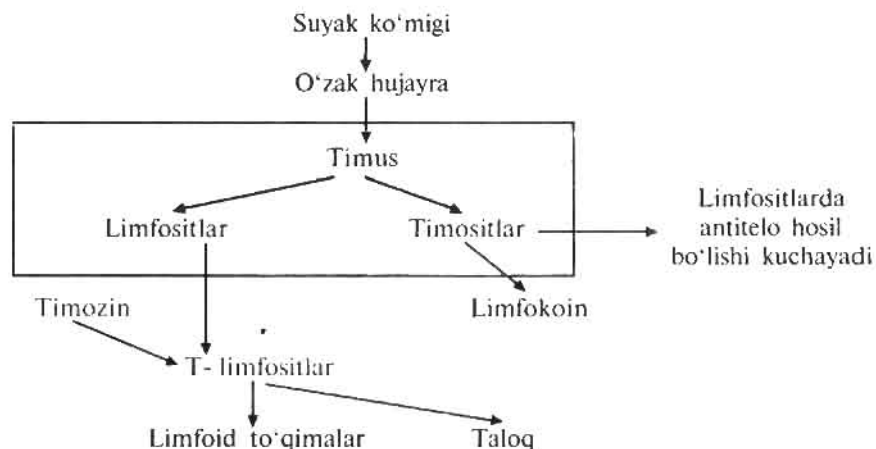 Suyak ko‘migi
O‘zak hujayra
Timus
Limfositlar
Timositlar
Limfositlarda
antitelo hosil
bo‘lishi kuchayadi
Timozin
Limfokoin
T- limfositlar
Limfoid to‘qimalar
Taloq